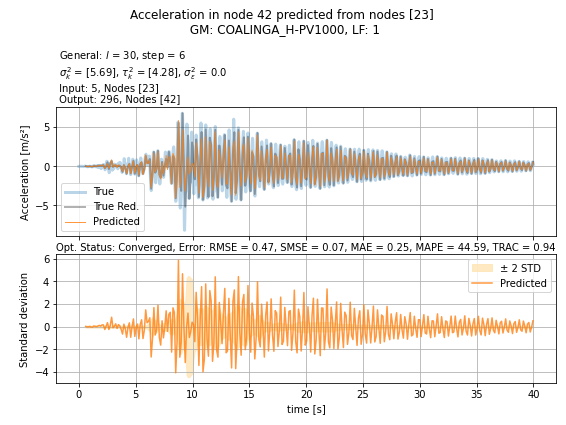 Acceleration in node 42 predicted from nodes [23]
GM: COALINGA_H-PV1000, LF: 1
General: l = 30, step = 6
σ²ₖ = [5.69], τ²ₖ = [4.28], σ²ε = 0.0
Input: 5, Nodes [23]
Output: 296, Nodes [42]
Acceleration [m/s²]
5
0
−5
True
True Red.
Predicted
Opt. Status: Converged, Error: RMSE = 0.47, SMSE = 0.07, MAE = 0.25, MAPE = 44.59, TRAC = 0.94
Standard deviation
6
4
2
0
−2
−4
± 2 STD
Predicted
0 5 10 15 20 25 30 35 40
time [s]